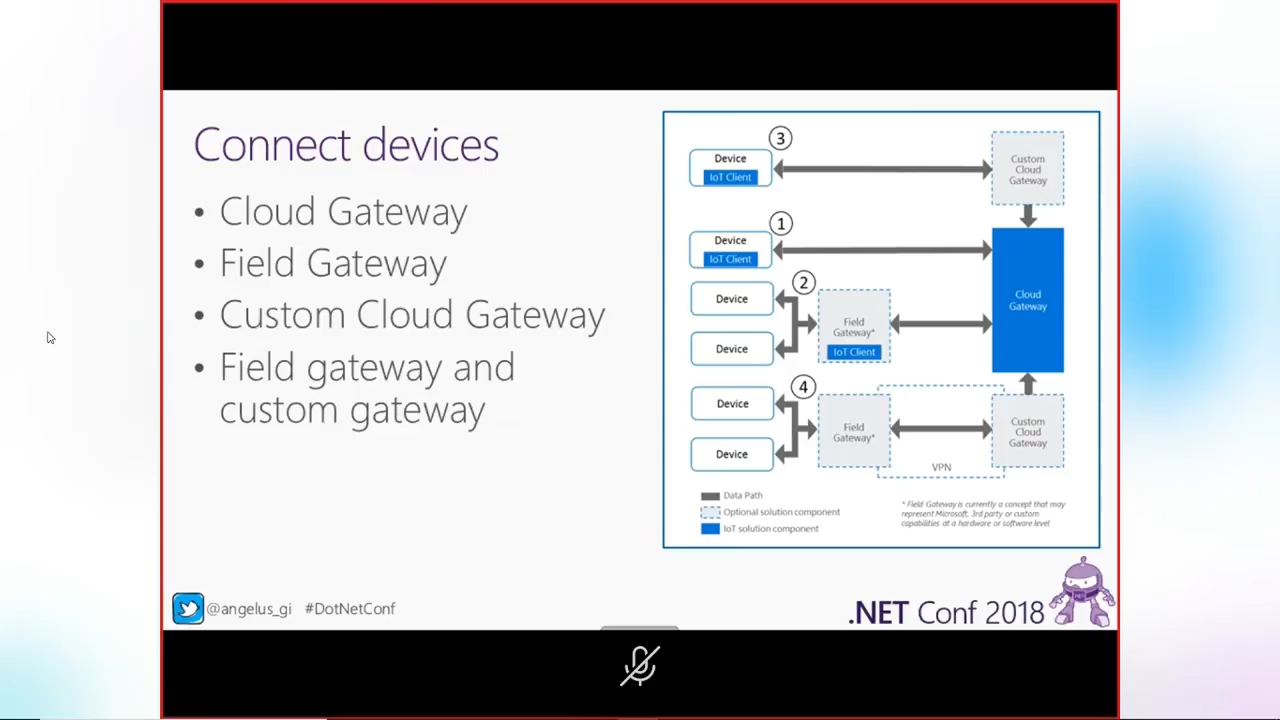 Connect devices
• Cloud Gateway
• Field Gateway
• Custom Cloud Gateway
• Field gateway and
custom gateway
3
Device
IoT Client
Custom
Cloud
Gateway
1
Device
IoT Client
Cloud
Gateway
2
Device
Device
Field
Gateway*
IoT Client
4
Device
Device
Field
Gateway*
VPN
Custom
Cloud
Gateway
Data Path
Optional solution component
IoT solution component
* Field Gateway is currently a concept that may
represent Microsoft, 3rd party or custom
capabilities at a hardware or software level
@angelus_gi #DotNetConf
.NET Conf 2018